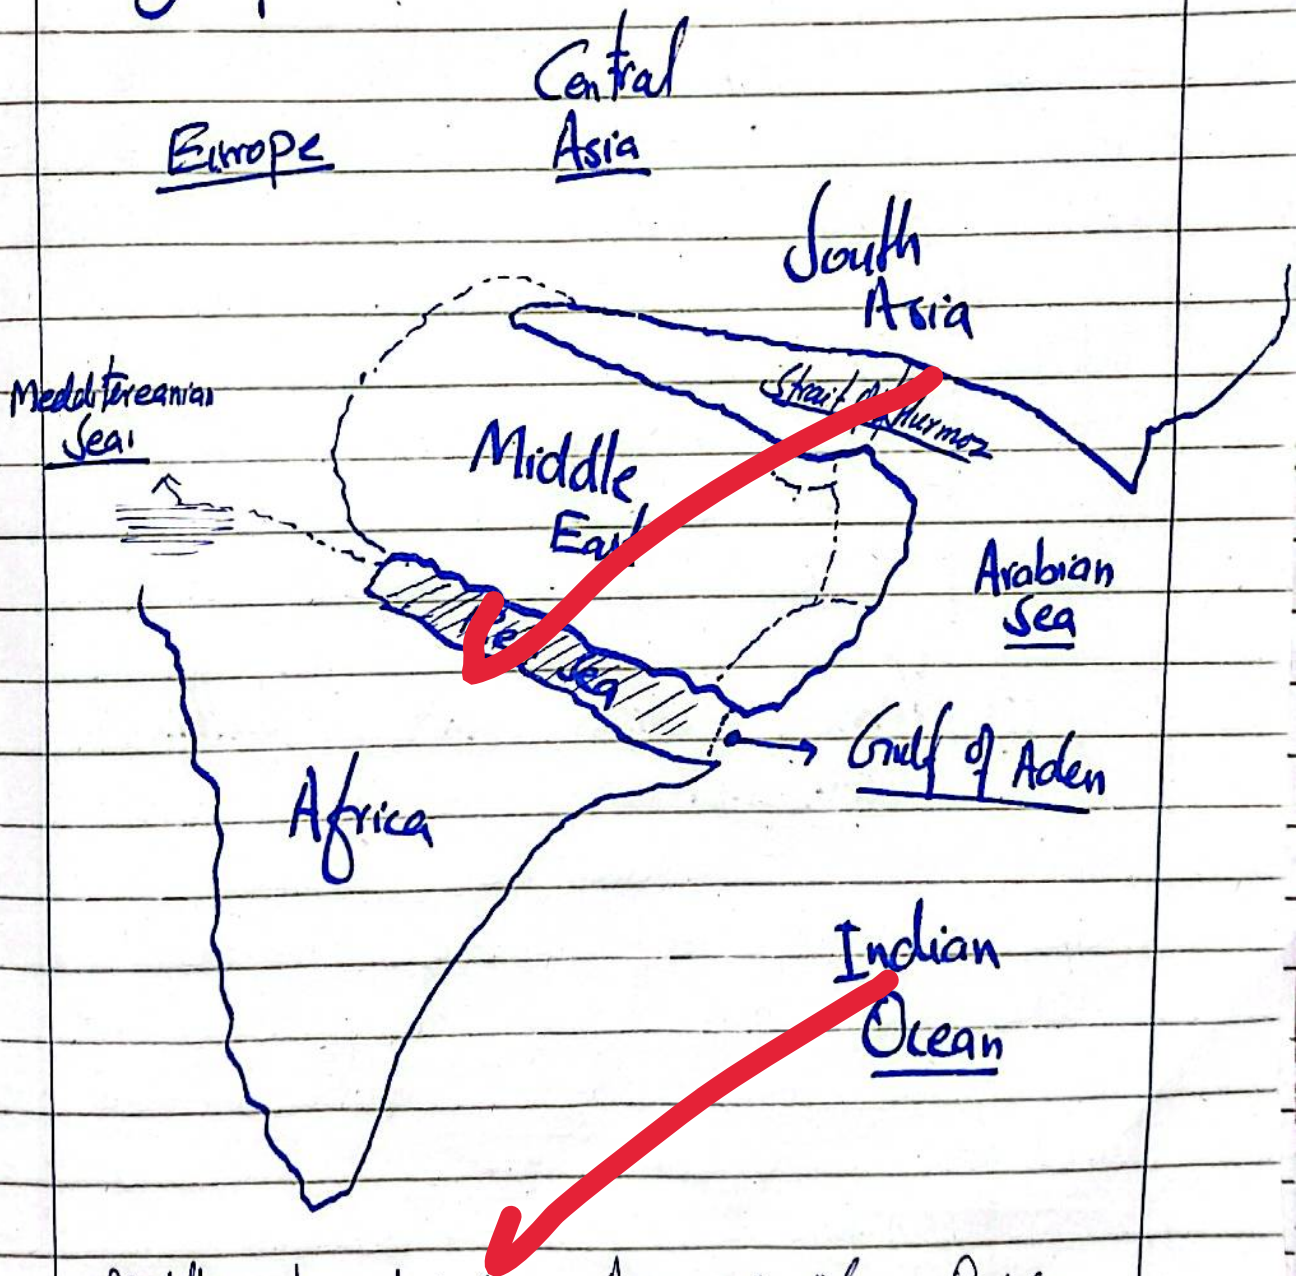 Central
Asia
Europe
South
Asia
Meddditereanian
Sea
Strait of Hurmoz
Middle
East
Arabian
Sea
Red
Sea
Gulf of Aden
Africa
Indian
Ocean